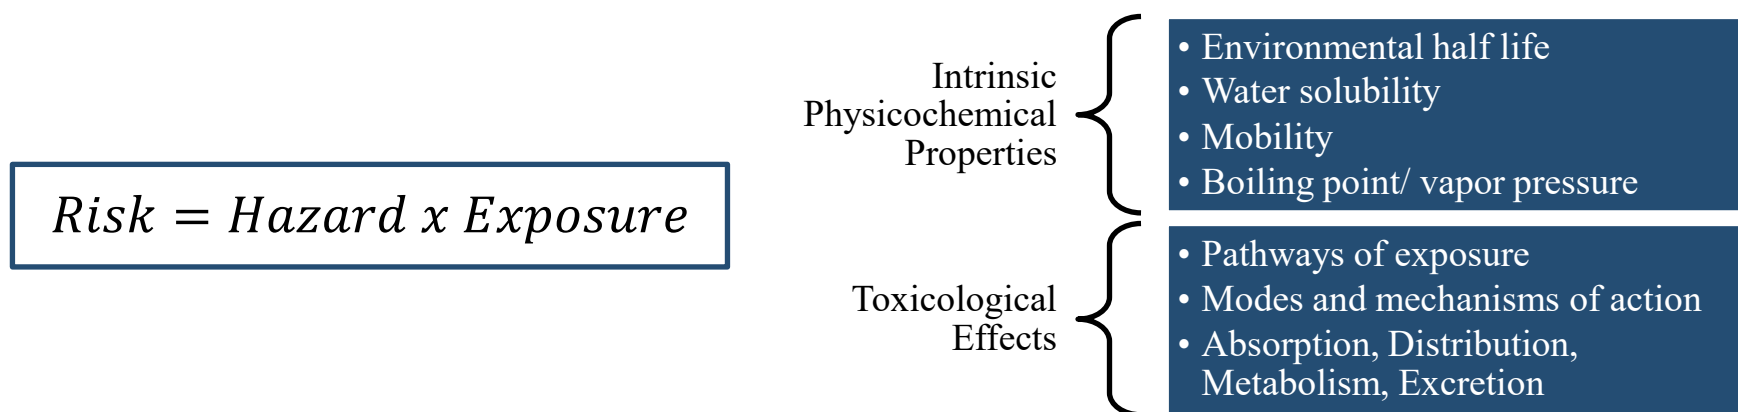 Risk = Hazard x Exposure
Intrinsic
Physicochemical
Properties
• Environmental half life
• Water solubility
• Mobility
• Boiling point/ vapor pressure
Toxicological
Effects
• Pathways of exposure
• Modes and mechanisms of action
• Absorption, Distribution,
Metabolism, Excretion